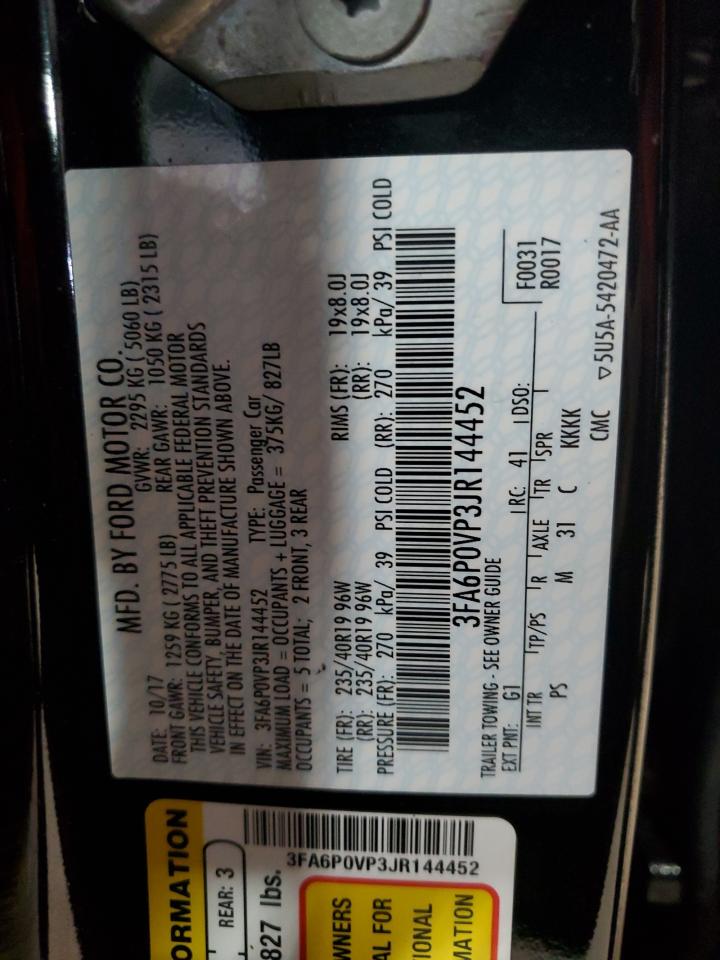 MFD. BY FORD MOTOR CO.
DATE: 10/17 GVWR: 2295 KG ( 5060 LB)
FRONT GAWR: 1259 KG ( 2775 LB) REAR GAWR: 1050 KG ( 2315 LB)
THIS VEHICLE CONFORMS TO ALL APPLICABLE FEDERAL MOTOR
VEHICLE SAFETY, BUMPER, AND THEFT PREVENTION STANDARDS
IN EFFECT ON THE DATE OF MANUFACTURE SHOWN ABOVE.
VIN: 3FA6P0VP3JR144452 TYPE: Passenger Car
MAXIMUM LOAD = OCCUPANTS + LUGGAGE = 375KG/ 827LB
OCCUPANTS = 5 TOTAL; 2 FRONT, 3 REAR
TIRE (FR): 235/40R19 96W RIMS (FR): 19x8.0J
(RR): 235/40R19 96W (RR): 19x8.0J
PRESSURE (FR): 270 kPa/ 39 PSI COLD (RR): 270 kPa/ 39 PSI COLD
3FA6P0VP3JR144452
TRAILER TOWING - SEE OWNER GUIDE
EXT PNT: G1 RC: 41 DSO: F0031
R0017
INT TR TP/PS R AXLE TR SPR
PS M 31 C KKKK
CMC ▽5U5A-5420472-AA
ORMATION
REAR: 3
827 lbs.
3FA6P0VP3JR144452
WNERS
AL FOR
IONAL
MATION